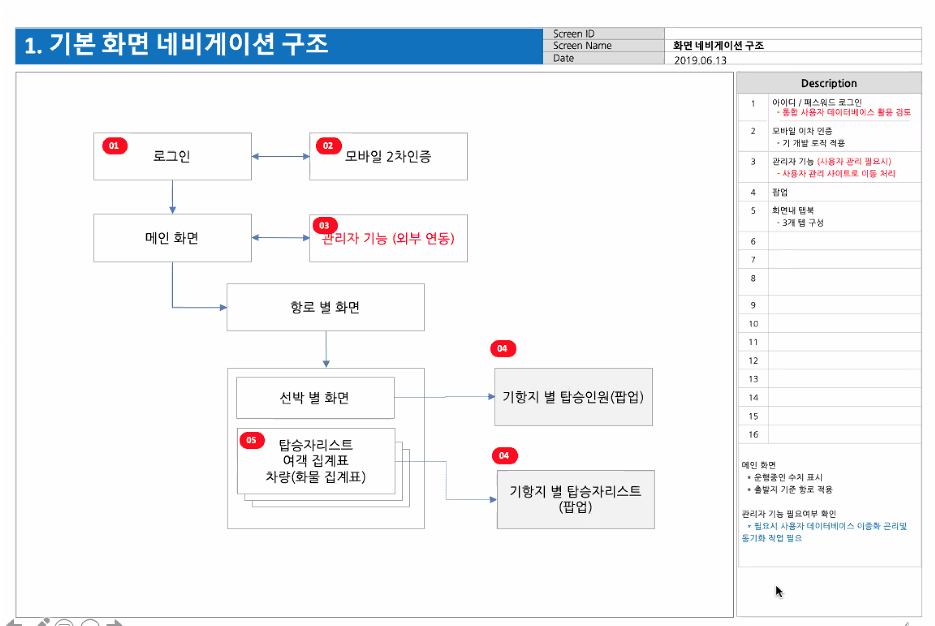 1. 기본 화면 네비게이션 구조
Screen ID
Screen Name
화면 네비게이션 구조
Date
2019.06.13
01
로그인
02
모바일 2차인증
메인 화면
03
관리자 기능 (외부 연동)
항로 별 화면
선박 별 화면
04
기항지 별 탑승인원(팝업)
05
탑승자리스트
여객 집계표
차량(화물 집계표)
04
기항지 별 탑승자리스트
(팝업)
Description
1
아이디 / 패스워드 로그인
- 통합 사용자 데이터베이스 활용 검토
2
모바일 이차 인증
- 기 개발 로직 적용
3
관리자 기능 (사용자 관리 필요시)
- 사용자 관리 사이트로 이동 처리
4
팝업
5
화면내 탭북
- 3개 탭 구성
6
7
8
9
10
11
12
13
14
15
16
메인 화면
* 운행중인 수치 표시
* 출발지 기준 항로 적용
관리자 기능 필요여부 확인
* 필요시 사용자 데이터베이스 이중화 관리및
동기화 작업 필요